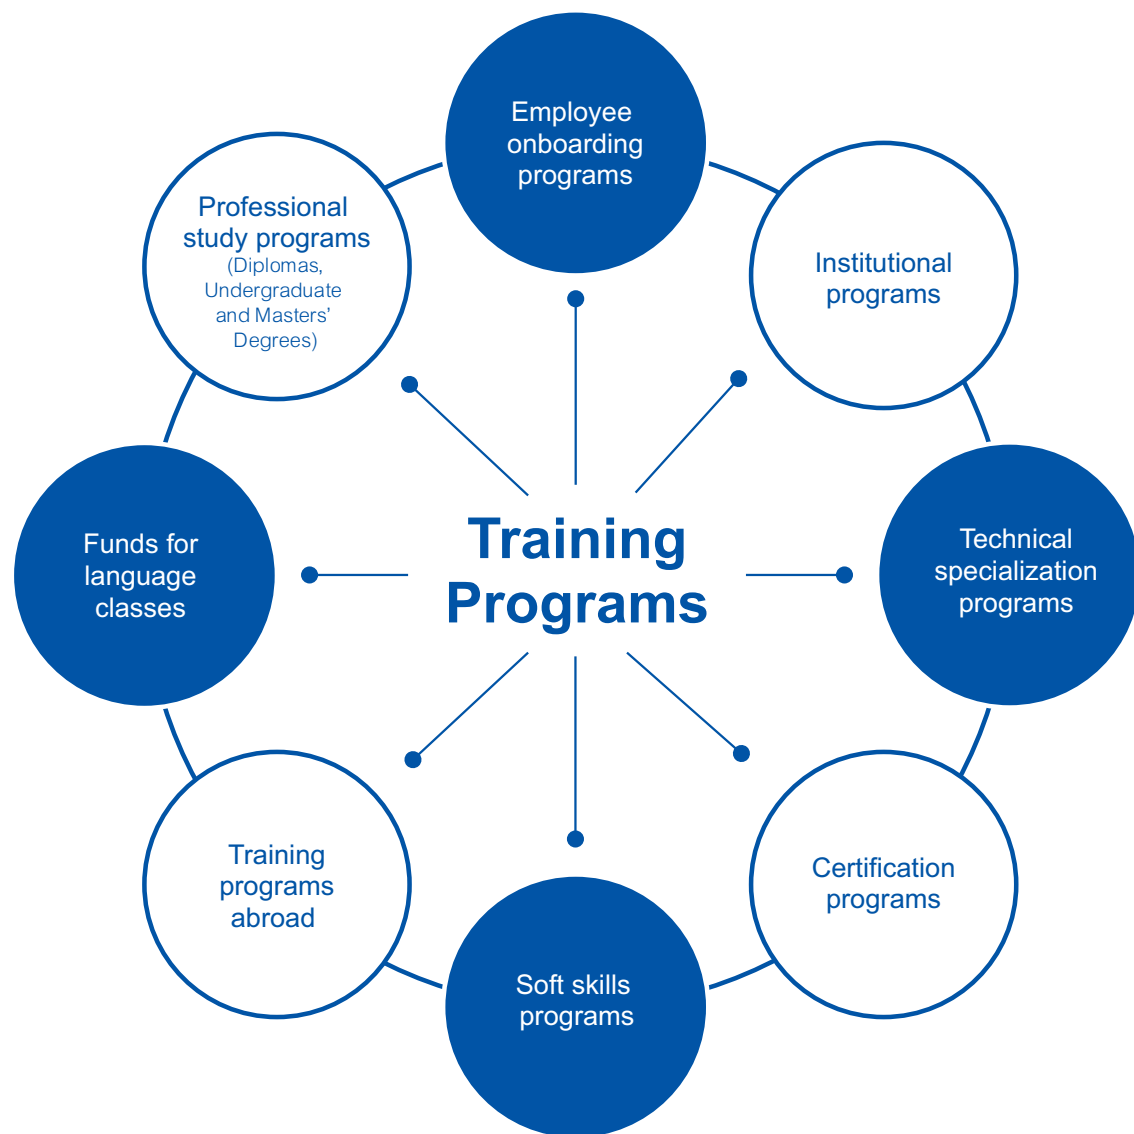 Employee
onboarding
programs
Professional
study programs
(Diplomas,
Undergraduate
and Masters’
Degrees)
Institutional
programs
Training
Programs
Funds for
language
classes
Technical
specialization
programs
Training
programs
abroad
Certification
programs
Soft skills
programs